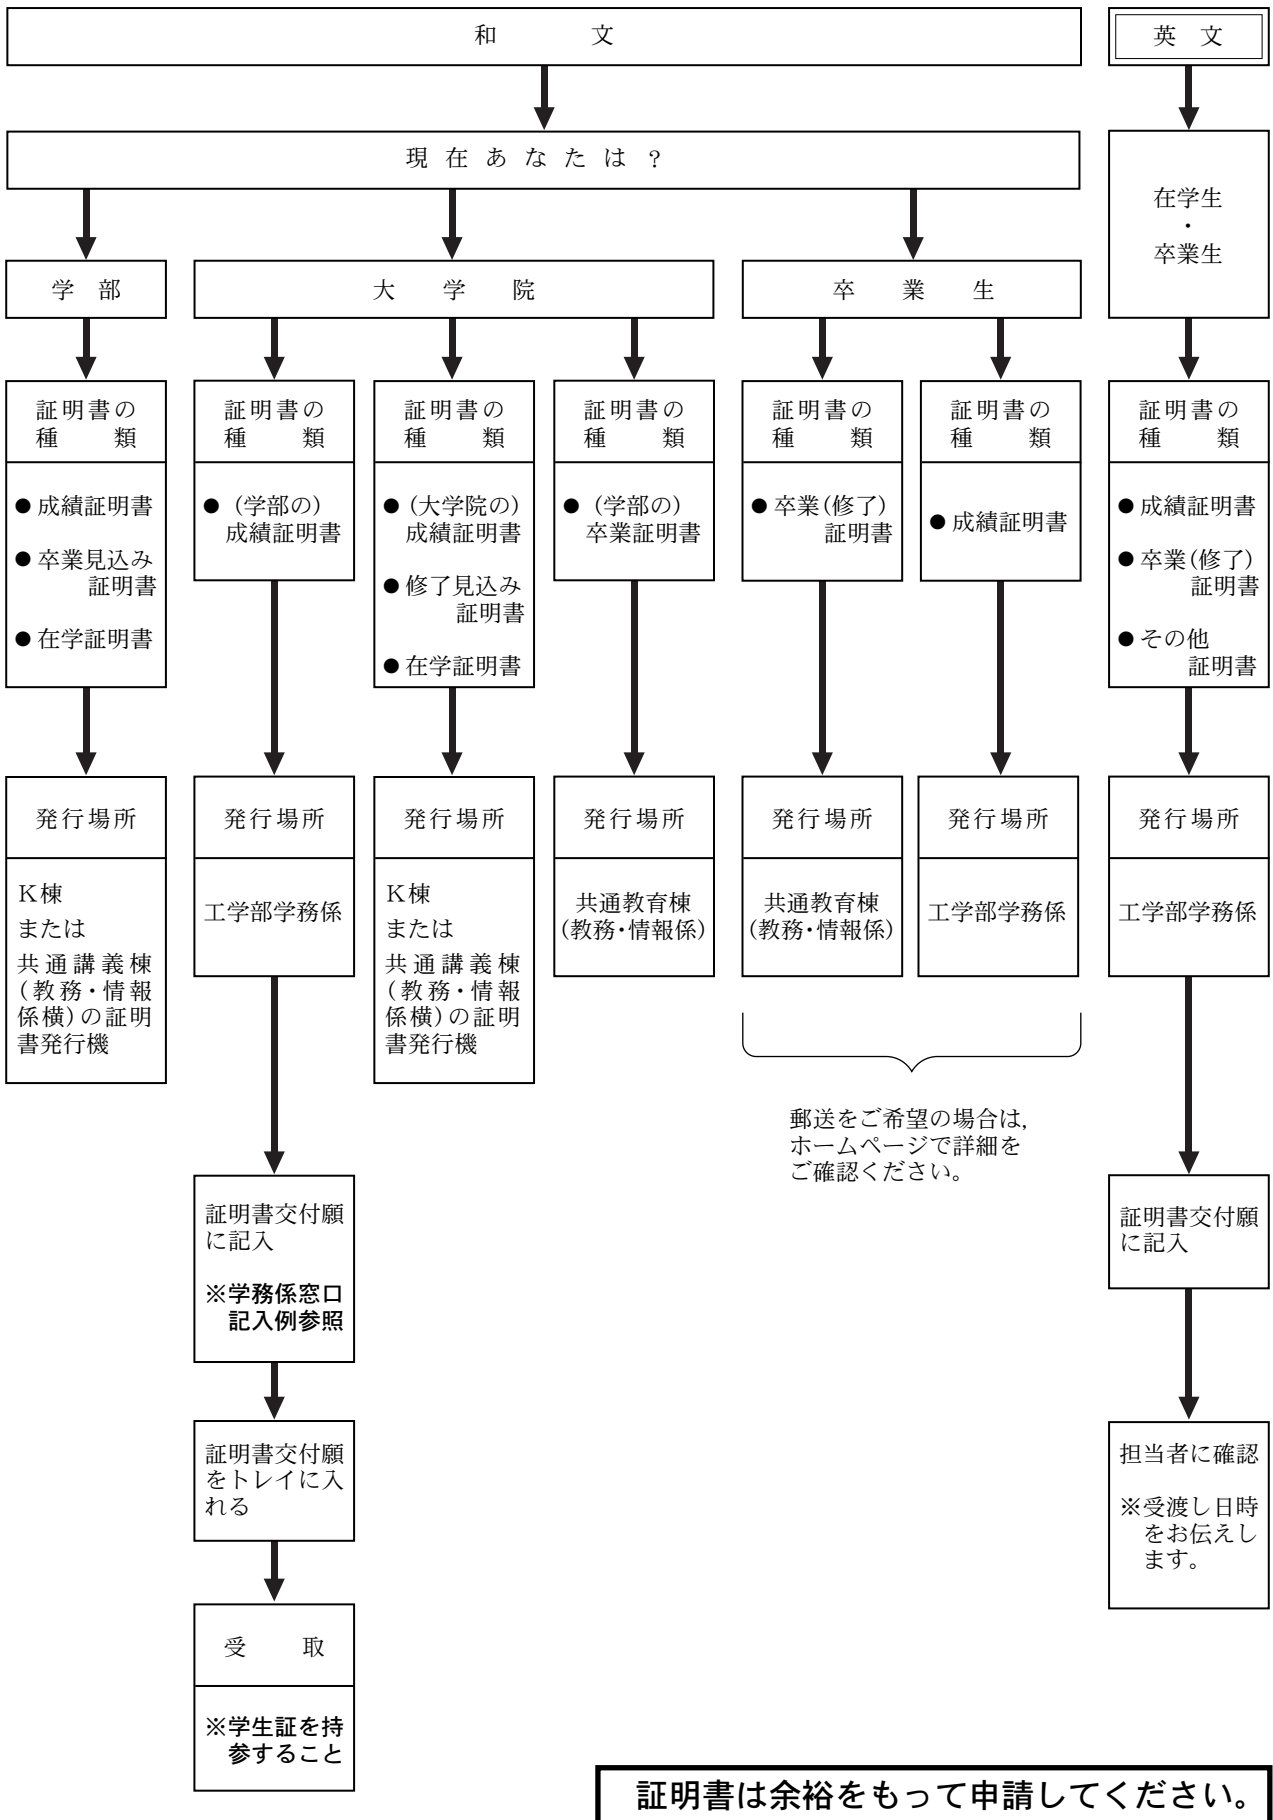 和文
英文
現在あなたは？
在学生
・
卒業生
学部
大学院
卒業生
証明書の
種類
●成績証明書
●卒業見込み
証明書
●在学証明書
証明書の
種類
●(学部の)
成績証明書
証明書の
種類
●(大学院の)
成績証明書
●修了見込み
証明書
●在学証明書
証明書の
種類
●(学部の)
卒業証明書
証明書の
種類
●卒業(修了)
証明書
証明書の
種類
●成績証明書
証明書の
種類
●成績証明書
●卒業(修了)
証明書
●その他
証明書
発行場所
K棟
または
共通講義棟
(教務・情報
係横)の証明
書発行機
発行場所
工学部学務係
発行場所
K棟
または
共通講義棟
(教務・情報
係横)の証明
書発行機
発行場所
共通教育棟
(教務・情報係)
発行場所
共通教育棟
(教務・情報係)
発行場所
工学部学務係
発行場所
工学部学務係
郵送をご希望の場合は,
ホームページで詳細を
ご確認ください。
証明書交付願
に記入
※学務係窓口
記入例参照
証明書交付願
に記入
証明書交付願
をトレイに入
れる
担当者に確認
※受渡し日時
をお伝えし
ます。
受取
※学生証を持
参すること
証明書は余裕をもって申請してください。